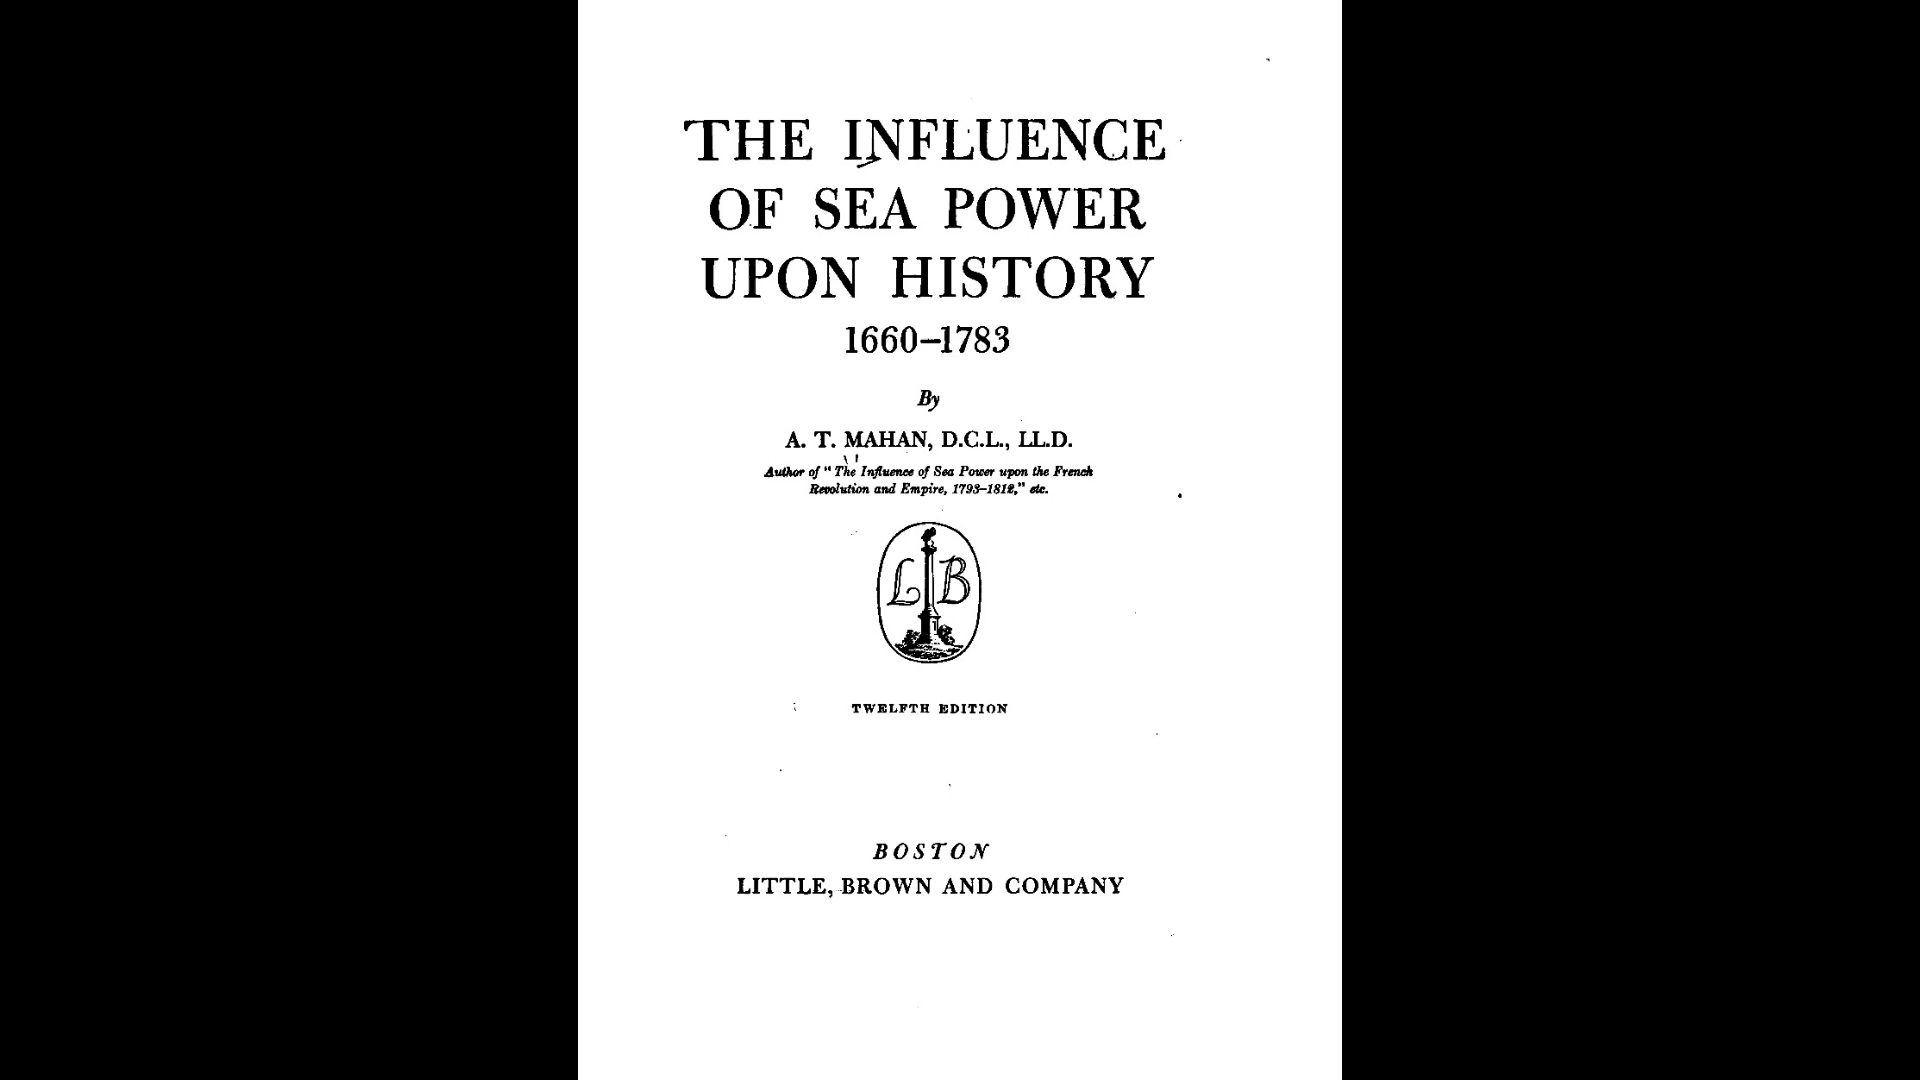 THE INFLUENCE
OF SEA POWER
UPON HISTORY
1660–1783
By
A. T. MAHAN, D.C.L., LL.D.
Author of "The Influence of Sea Power upon the French
Revolution and Empire, 1793–1812," etc.
L B
TWELFTH EDITION
BOSTON
LITTLE, BROWN AND COMPANY